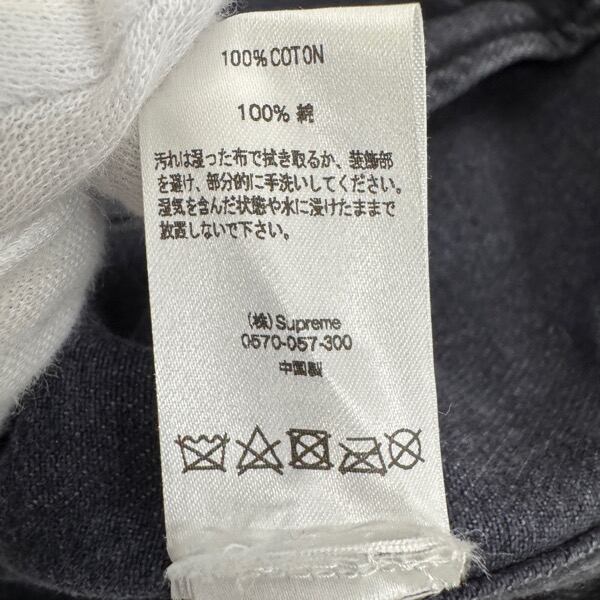 100%COTON
100% 綿
汚れは湿った布で拭き取るか、装飾部
を避け、部分的に手洗いしてください。
湿気を含んだ状態や水に浸けたままで
放置しないで下さい。
(株)Supreme
0570-057-300
中国製